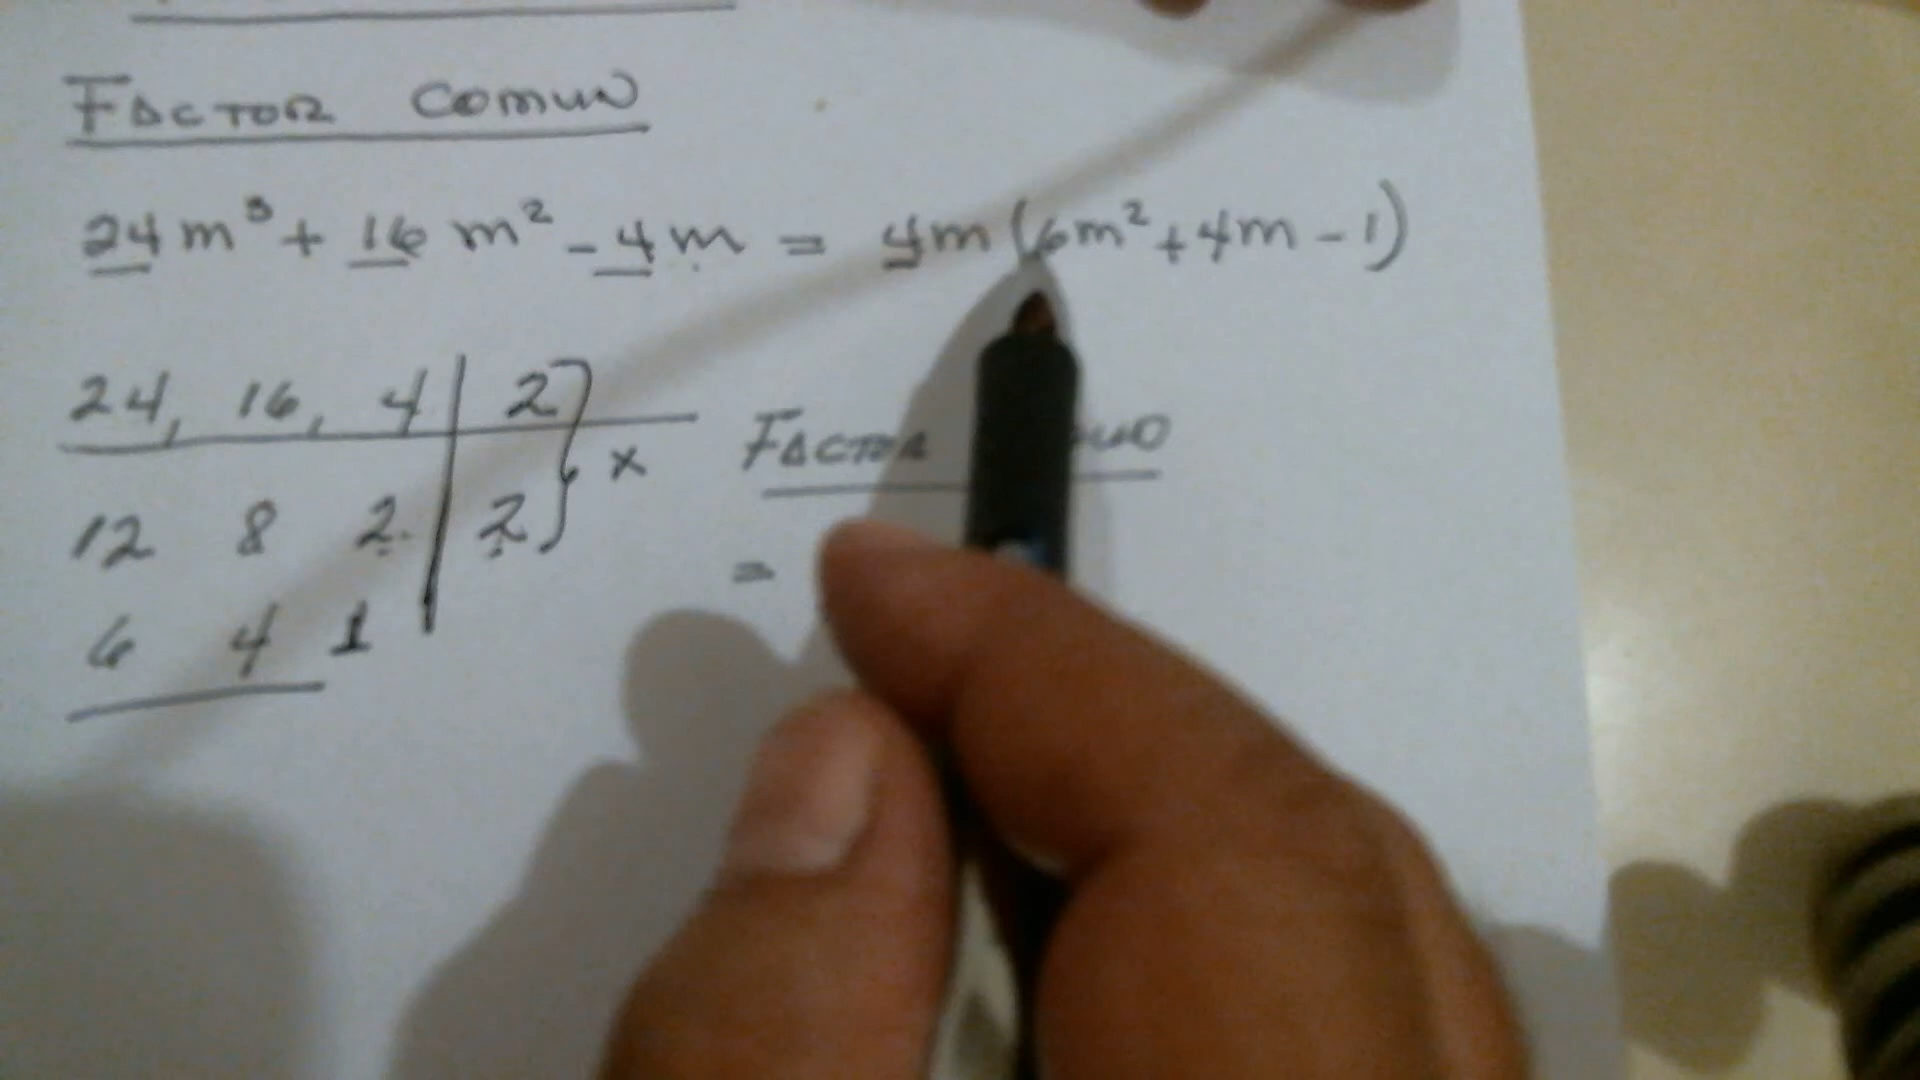 FACTOR COMUN
24m³ + 16m² - 4m = 4m(6m² + 4m - 1)
24, 16, 4 | 2
x
FACTOR
12 8 2 | 2
=
6 4 1